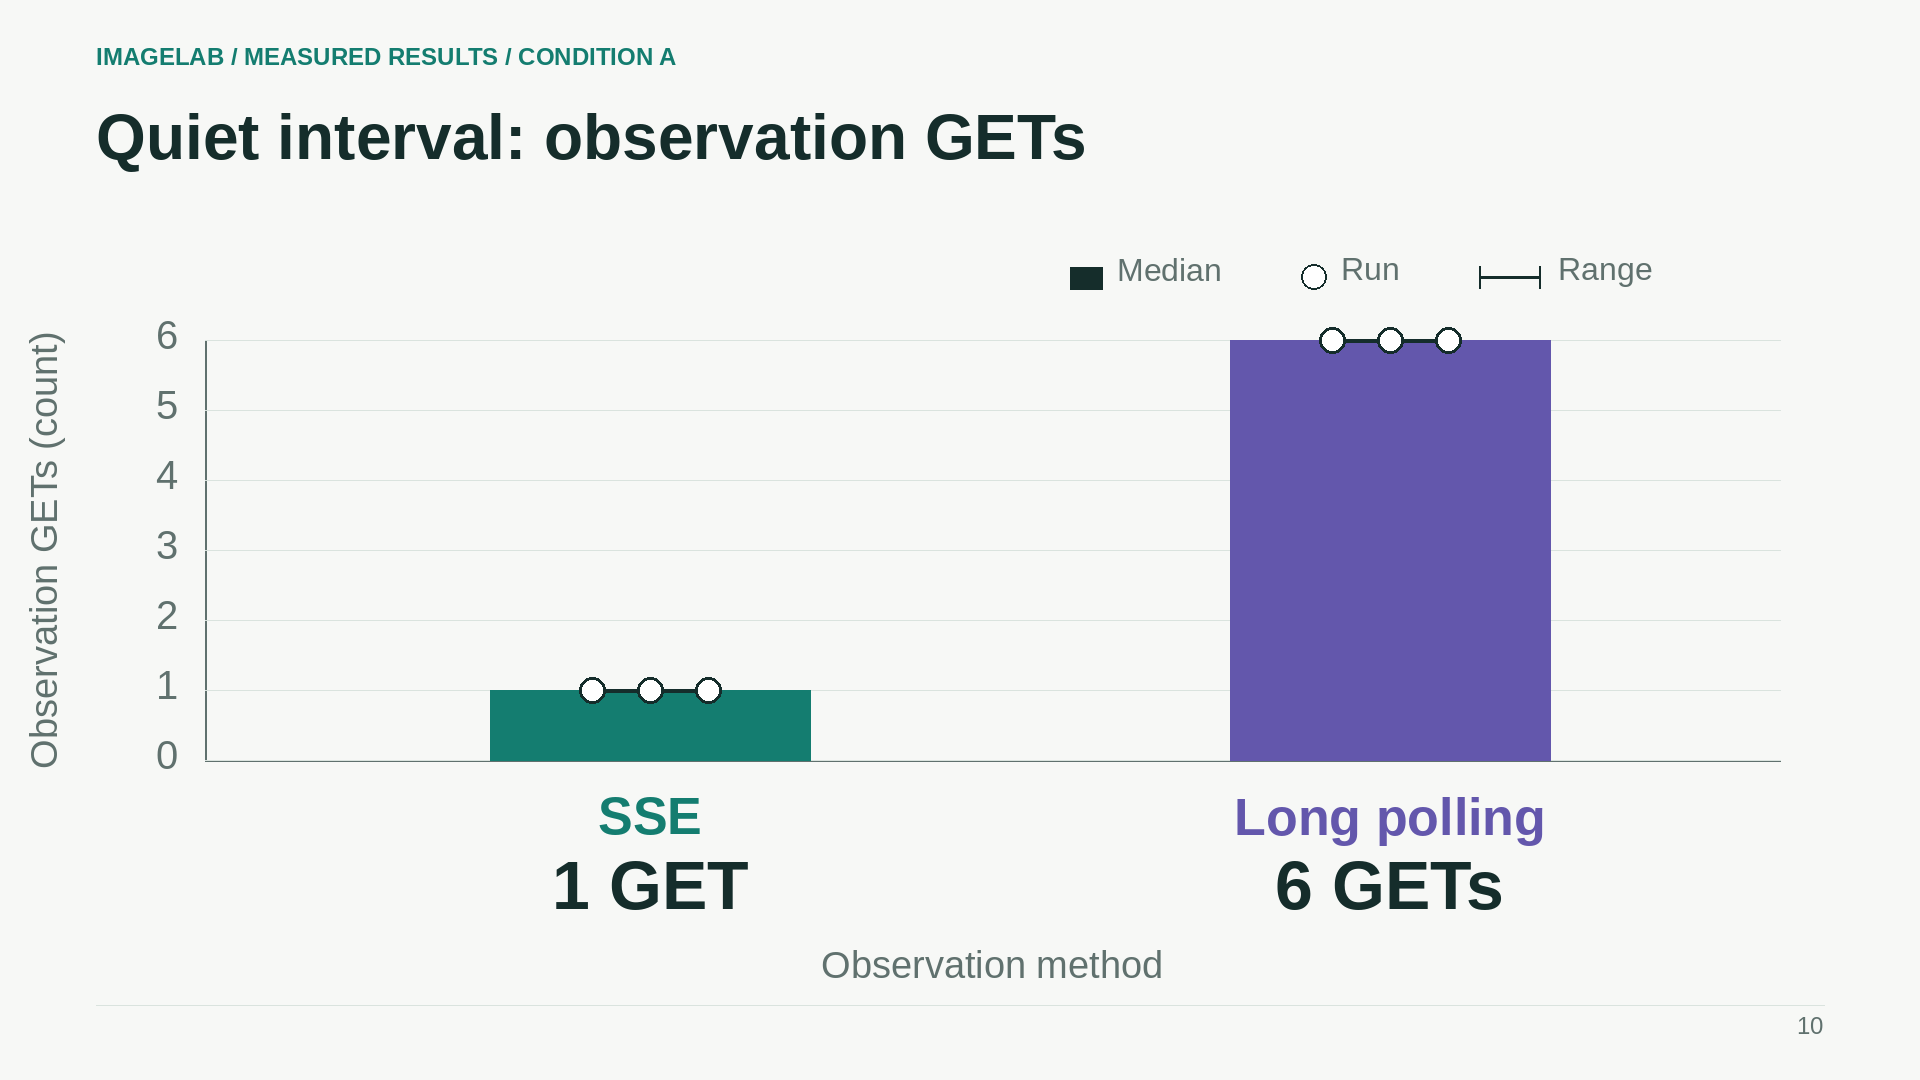 IMAGELAB / MEASURED RESULTS / CONDITION A
Quiet interval: observation GETs
Median
Run
Range
Observation GETs (count)
6
5
4
3
2
1
0
SSE
Long polling
1 GET
6 GETs
Observation method
10